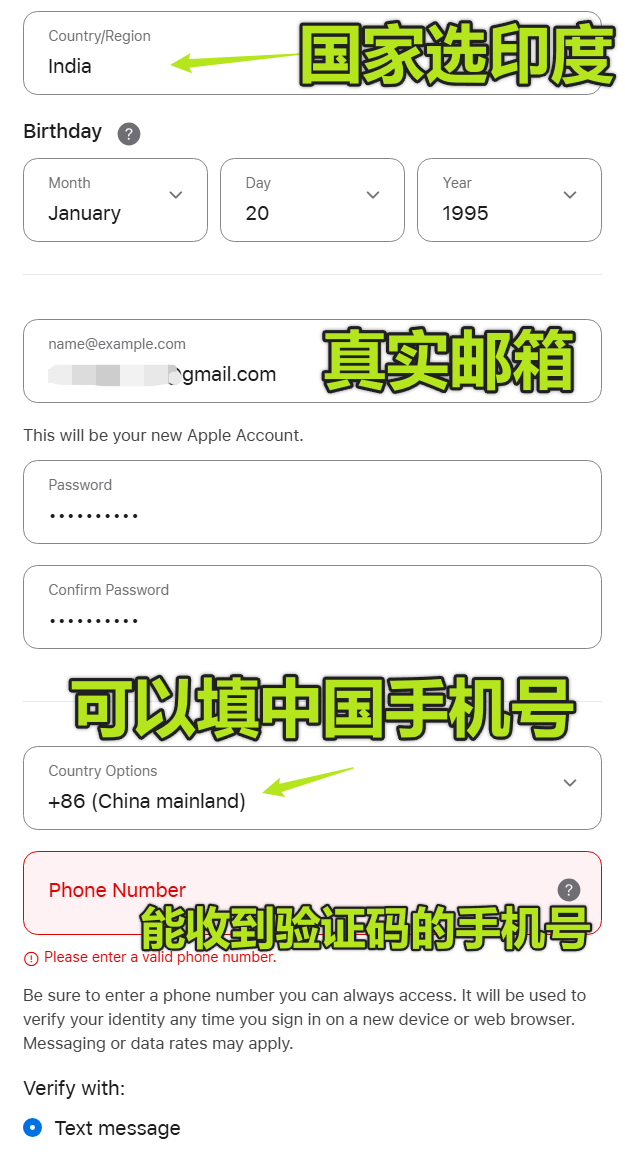 Country/Region
India
国家选印度
Birthday ?
Month
January
Day
20
Year
1995
name@example.com
@gmail.com
真实邮箱
This will be your new Apple Account.
Password
••••••••••
Confirm Password
••••••••••
可以填中国手机号
Country Options
+86 (China mainland)
Phone Number ?
能收到验证码的手机号
Please enter a valid phone number.
Be sure to enter a phone number you can always access. It will be used to
verify your identity any time you sign in on a new device or web browser.
Messaging or data rates may apply.
Verify with:
Text message